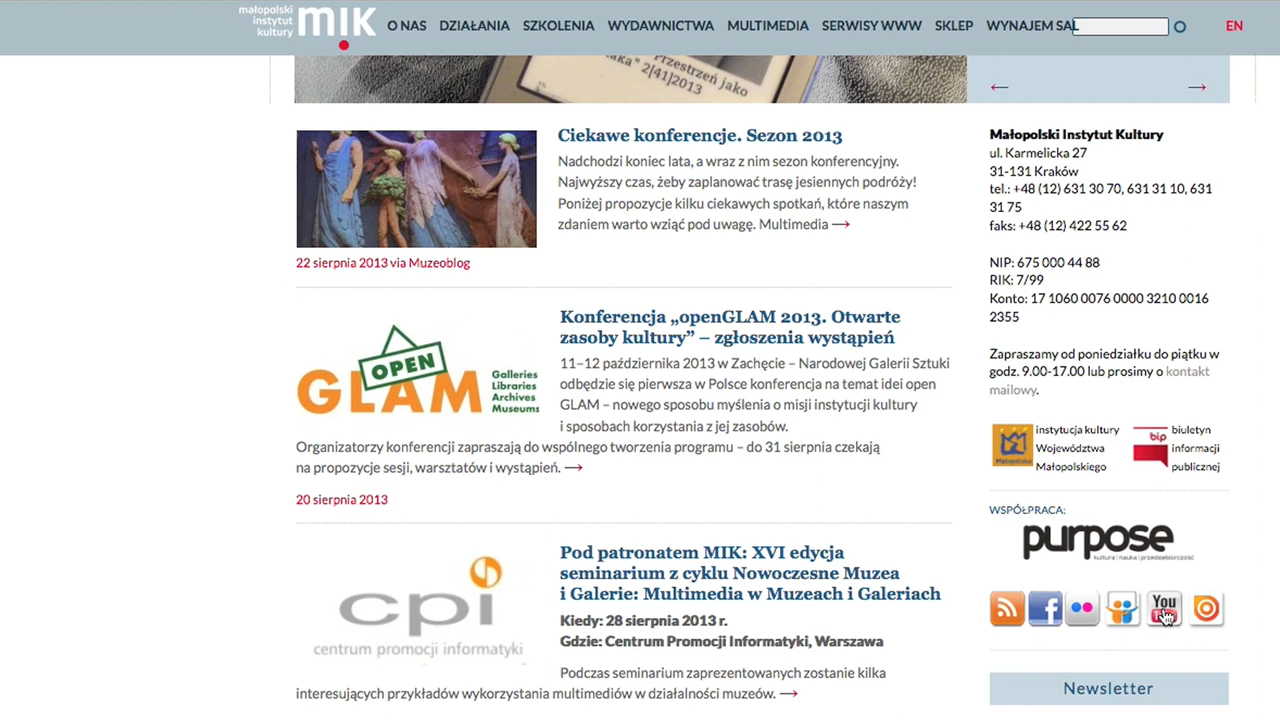 małopolski
instytut
kultury
mik
O NAS DZIAŁANIA SZKOLENIA WYDAWNICTWA MULTIMEDIA SERWISY WWW SKLEP WYNAJEM SAL
EN
Przestrzeń jako
aka" 2[41]2013
← →
Ciekawe konferencje. Sezon 2013
Nadchodzi koniec lata, a wraz z nim sezon konferencyjny.
Najwyższy czas, żeby zaplanować trasę jesiennych podróży!
Poniżej propozycje kilku ciekawych spotkań, które naszym
zdaniem warto wziąć pod uwagę. Multimedia →
22 sierpnia 2013 via Muzeoblog
OPEN
GLAM
Galleries
Libraries
Archives
Museums
Konferencja „openGLAM 2013. Otwarte
zasoby kultury” – zgłoszenia wystąpień
11–12 października 2013 w Zachęcie – Narodowej Galerii Sztuki
odbędzie się pierwsza w Polsce konferencja na temat idei open
GLAM – nowego sposobu myślenia o misji instytucji kultury
i sposobach korzystania z jej zasobów.
Organizatorzy konferencji zapraszają do wspólnego tworzenia programu – do 31 sierpnia czekają
na propozycje sesji, warsztatów i wystąpień. →
20 sierpnia 2013
cpi
centrum promocji informatyki
Pod patronatem MIK: XVI edycja
seminarium z cyklu Nowoczesne Muzea
i Galerie: Multimedia w Muzeach i Galeriach
Kiedy: 28 sierpnia 2013 r.
Gdzie: Centrum Promocji Informatyki, Warszawa
Podczas seminarium zaprezentowanych zostanie kilka
interesujących przykładów wykorzystania multimediów w działalności muzeów. →
Małopolski Instytut Kultury
ul. Karmelicka 27
31-131 Kraków
tel.: +48 (12) 631 30 70, 631 31 10, 631
31 75
faks: +48 (12) 422 55 62
NIP: 675 000 44 88
RIK: 7/99
Konto: 17 1060 0076 0000 3210 0016
2355
Zapraszamy od poniedziałku do piątku w
godz. 9.00-17.00 lub prosimy o kontakt
mailowy.
Małopolska
instytucja kultury
Województwa
Małopolskiego
bip
biuletyn
informacji
publicznej
WSPÓŁPRACA:
purpose
kultura | nauka | przedsiębiorczość
You
Newsletter